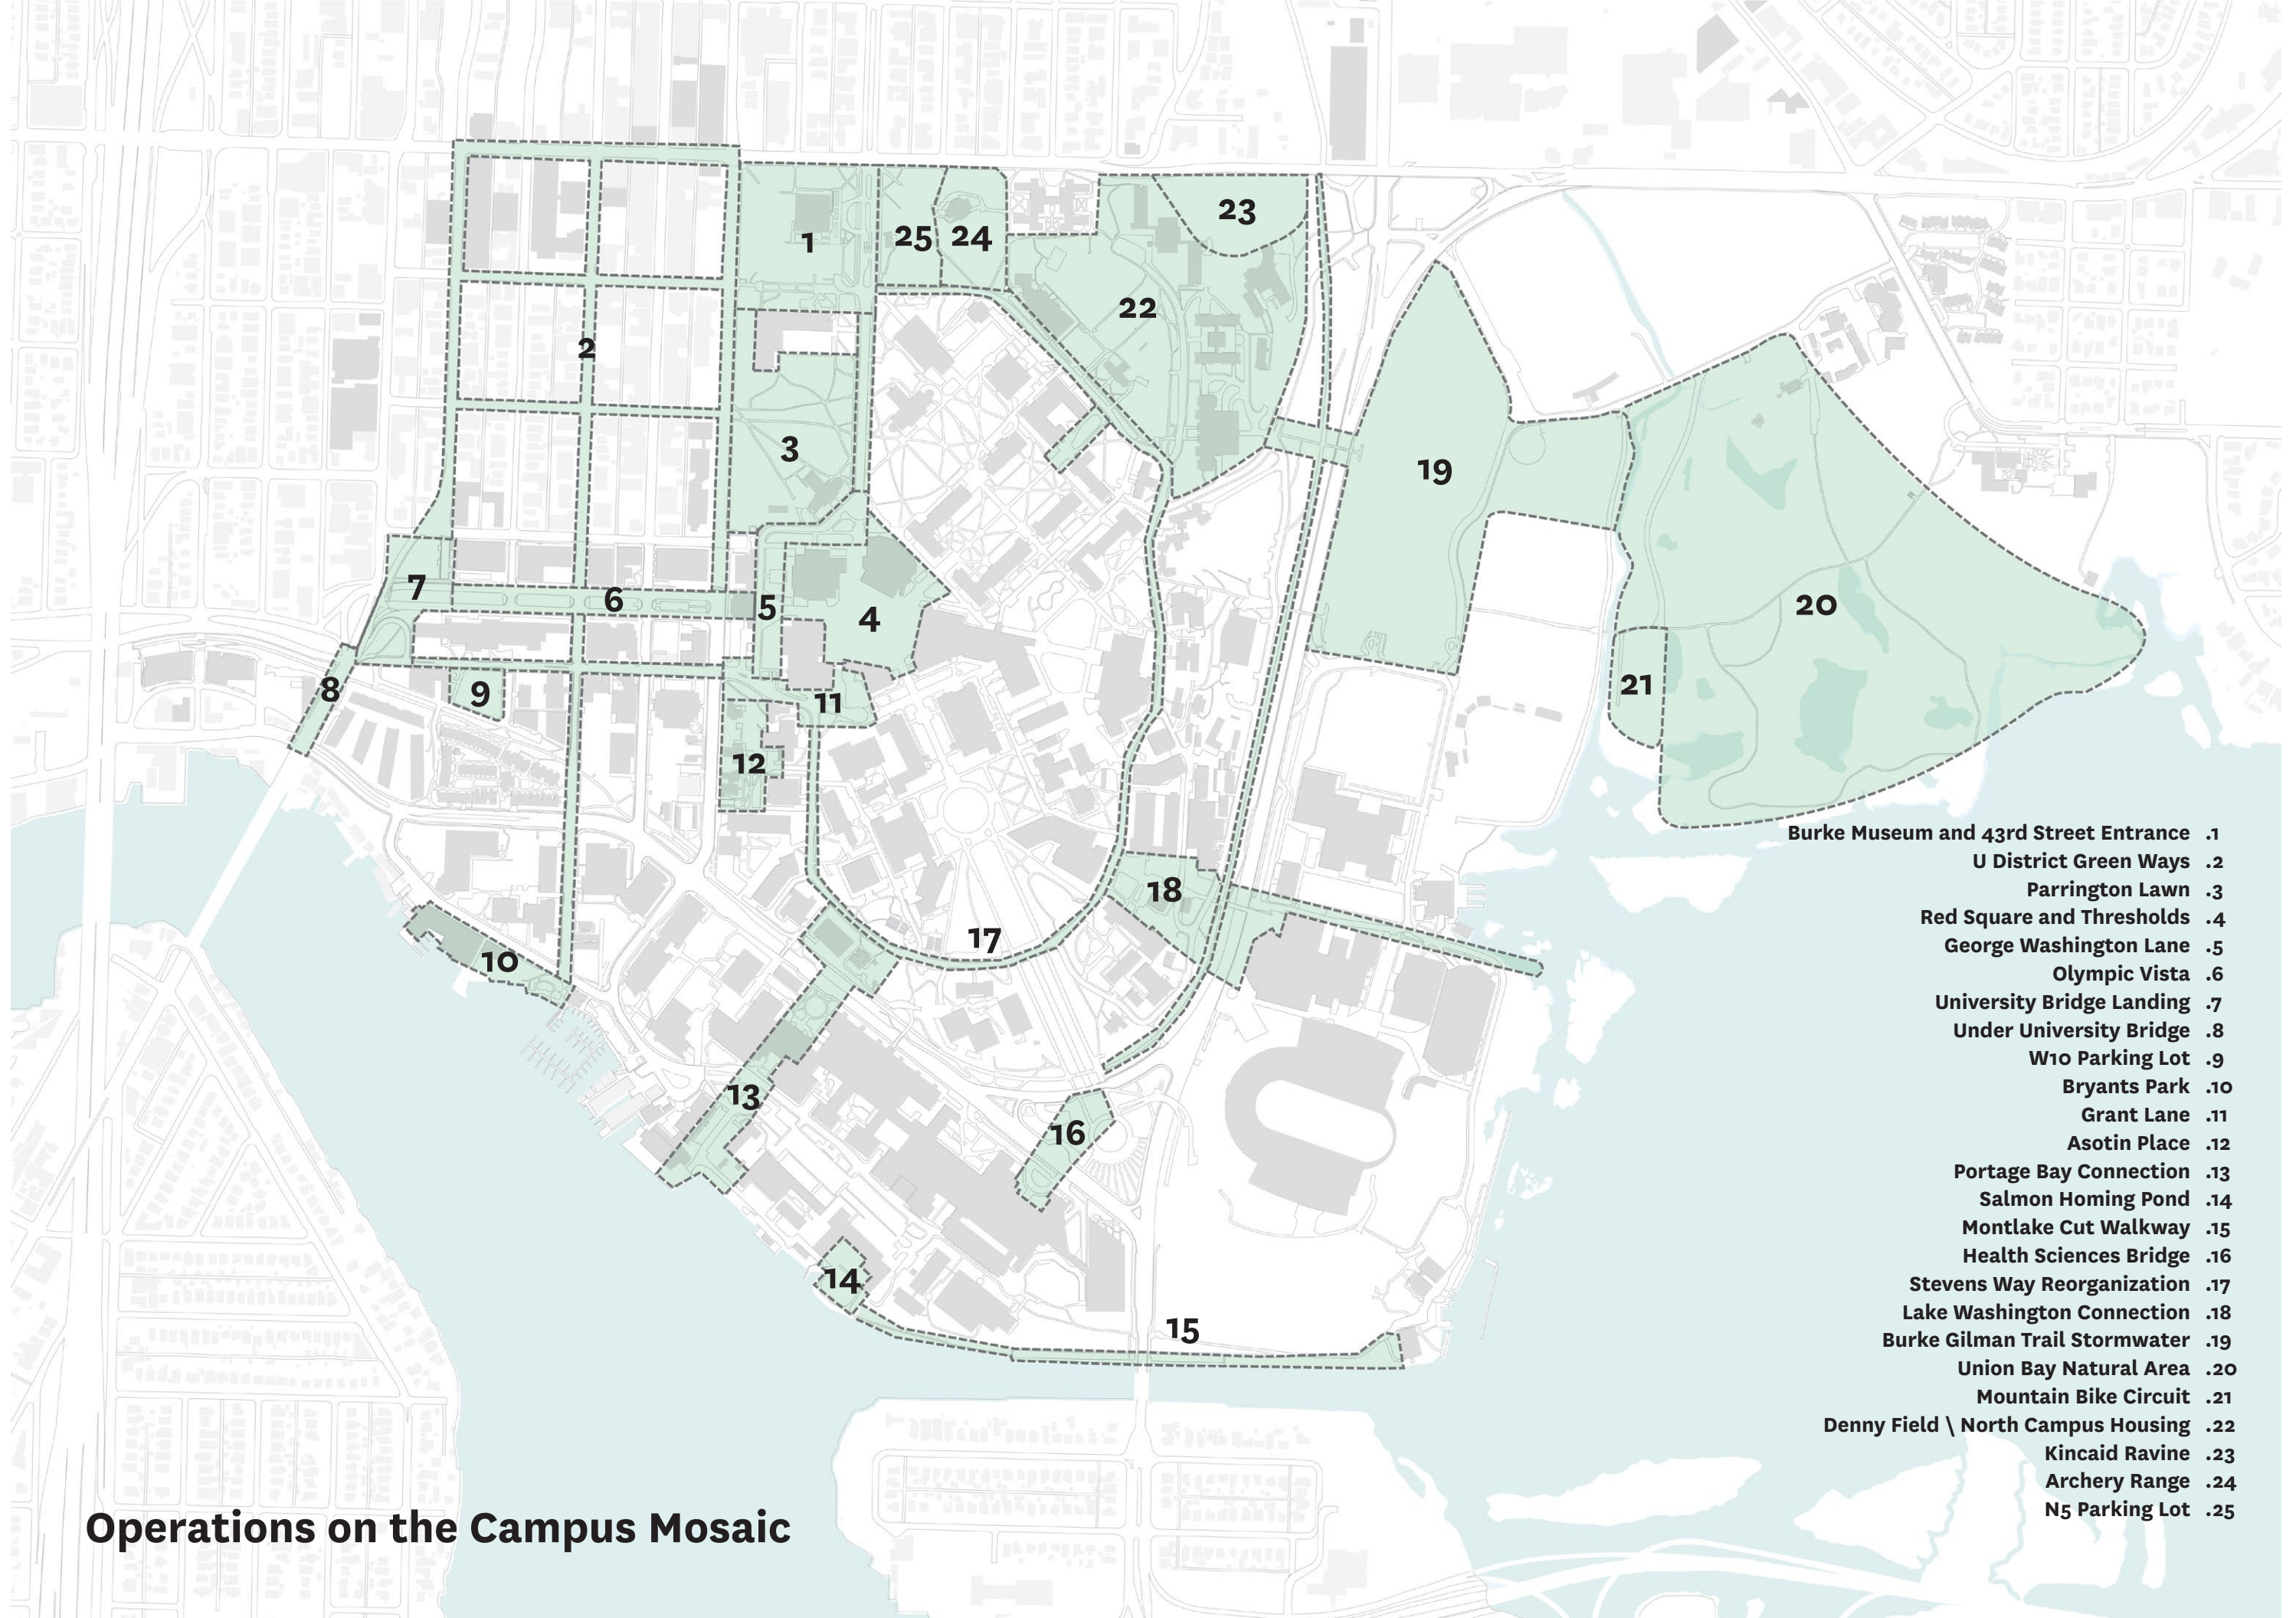 23
1
25
24
22
2
3
19
7
6
5
4
20
8
9
11
21
12
18
17
10
13
16
14
15
Burke Museum and 43rd Street Entrance .1
U District Green Ways .2
Parrington Lawn .3
Red Square and Thresholds .4
George Washington Lane .5
Olympic Vista .6
University Bridge Landing .7
Under University Bridge .8
W10 Parking Lot .9
Bryants Park .10
Grant Lane .11
Asotin Place .12
Portage Bay Connection .13
Salmon Homing Pond .14
Montlake Cut Walkway .15
Health Sciences Bridge .16
Stevens Way Reorganization .17
Lake Washington Connection .18
Burke Gilman Trail Stormwater .19
Union Bay Natural Area .20
Mountain Bike Circuit .21
Denny Field \ North Campus Housing .22
Kincaid Ravine .23
Archery Range .24
N5 Parking Lot .25
Operations on the Campus Mosaic